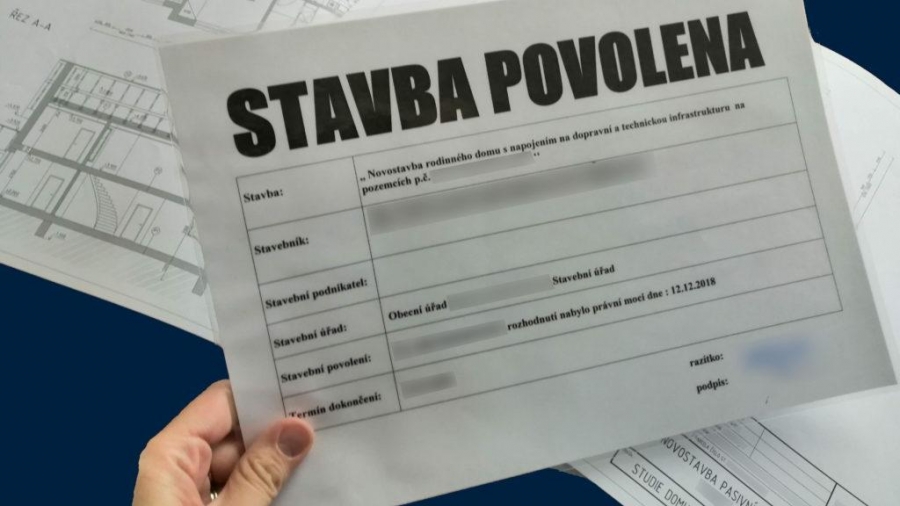 ŘEZ A-A
STAVBA POVOLENA
Stavba:
„ Novostavba rodinného domu s napojením na dopravní a technickou infrastrukturu na
pozemcích p.č. “
Stavebník:
Stavební podnikatel:
Stavební úřad:
Obecní úřad Stavební úřad
Stavební povolení:
rozhodnutí nabylo právní moci dne : 12.12.2018
Termín dokončení:
razítko:
podpis:
NOVOSTAVBA PASIVNÍ
STUDIE DOMU